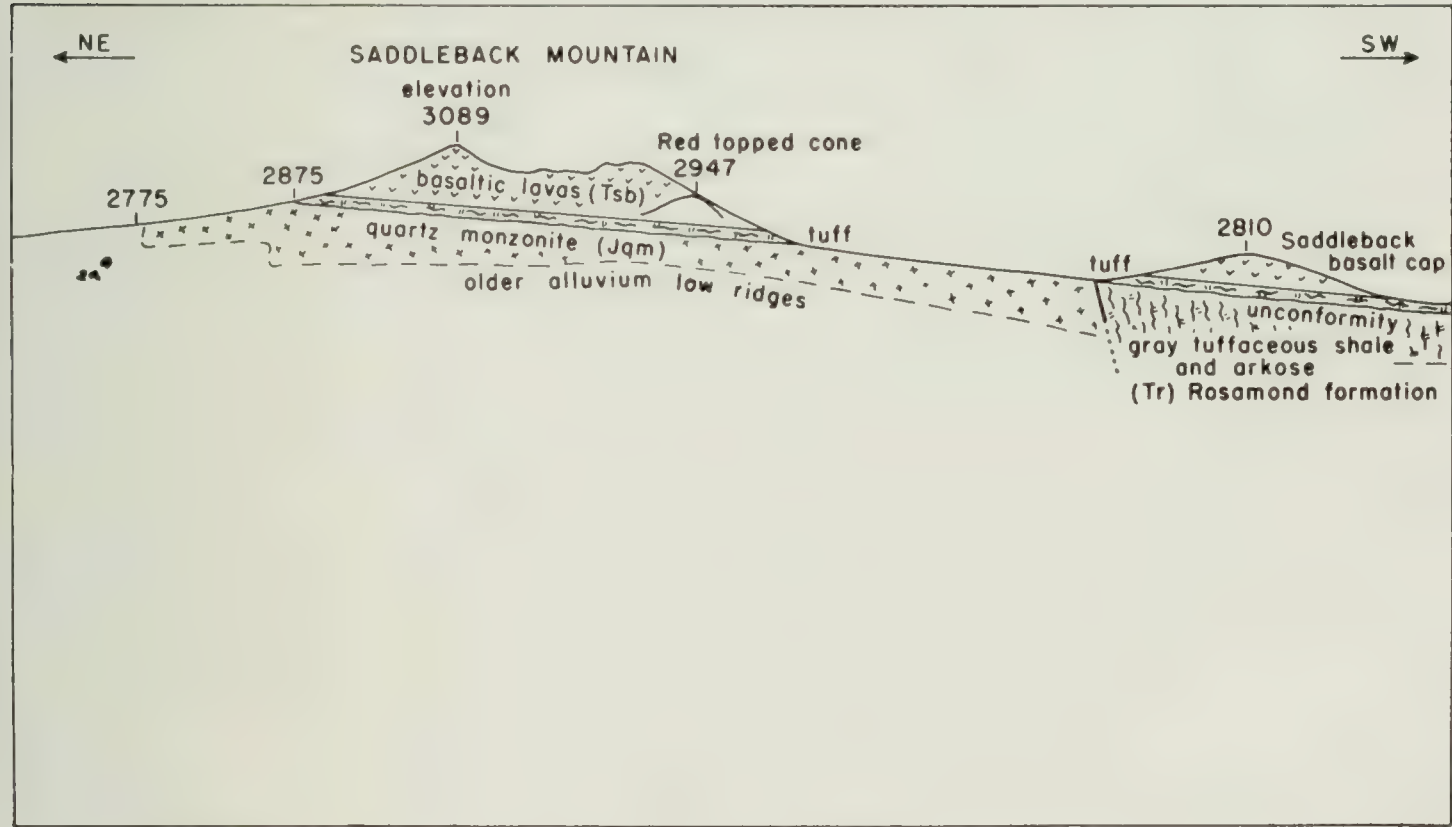 NE
SW
SADDLEBACK MOUNTAIN
elevation
3089
Red topped cone
2947
2875
2775
basaltic lavas (Tsb)
quartz monzonite (Jqm)
tuff
older alluvium low ridges
2810
Saddleback
basalt cap
tuff
unconformity
gray tuffaceous shale
and arkose
(Tr) Rosamond formation